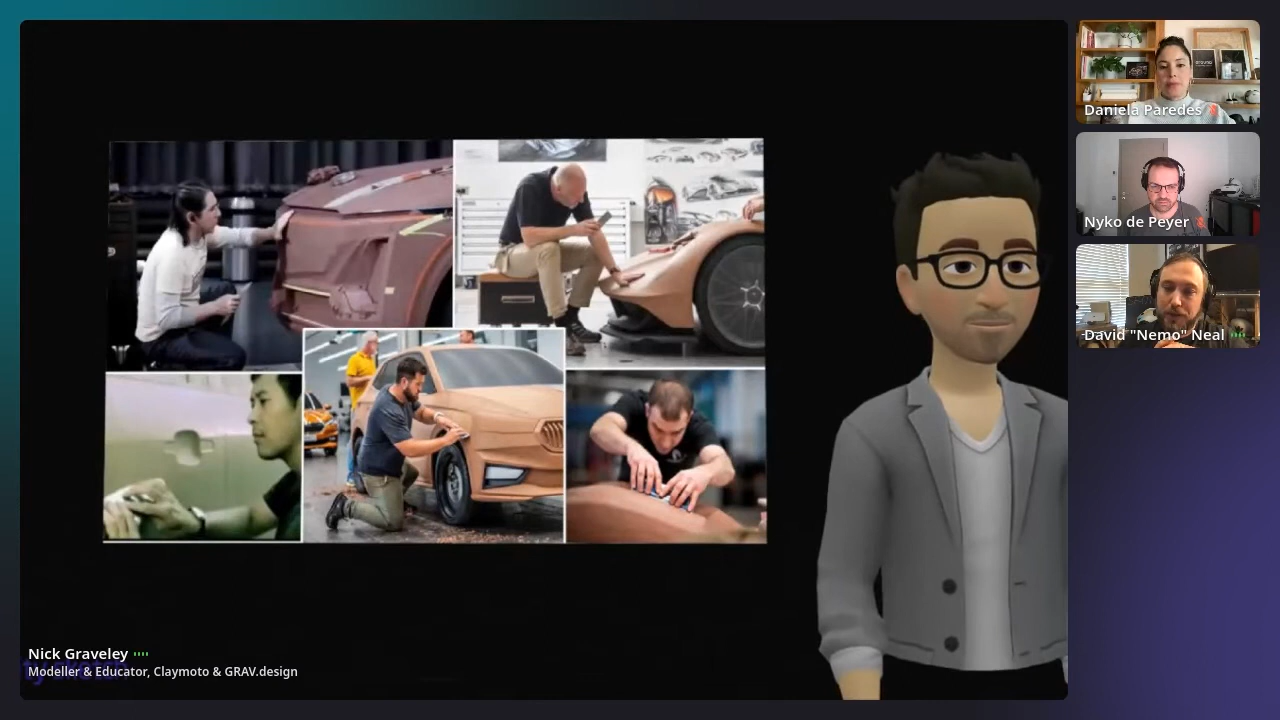 Daniela Paredes
Nyko de Peyer
David "Nemo" Neal
Nick Graveley
Modeller & Educator, Claymoto & GRAV.design